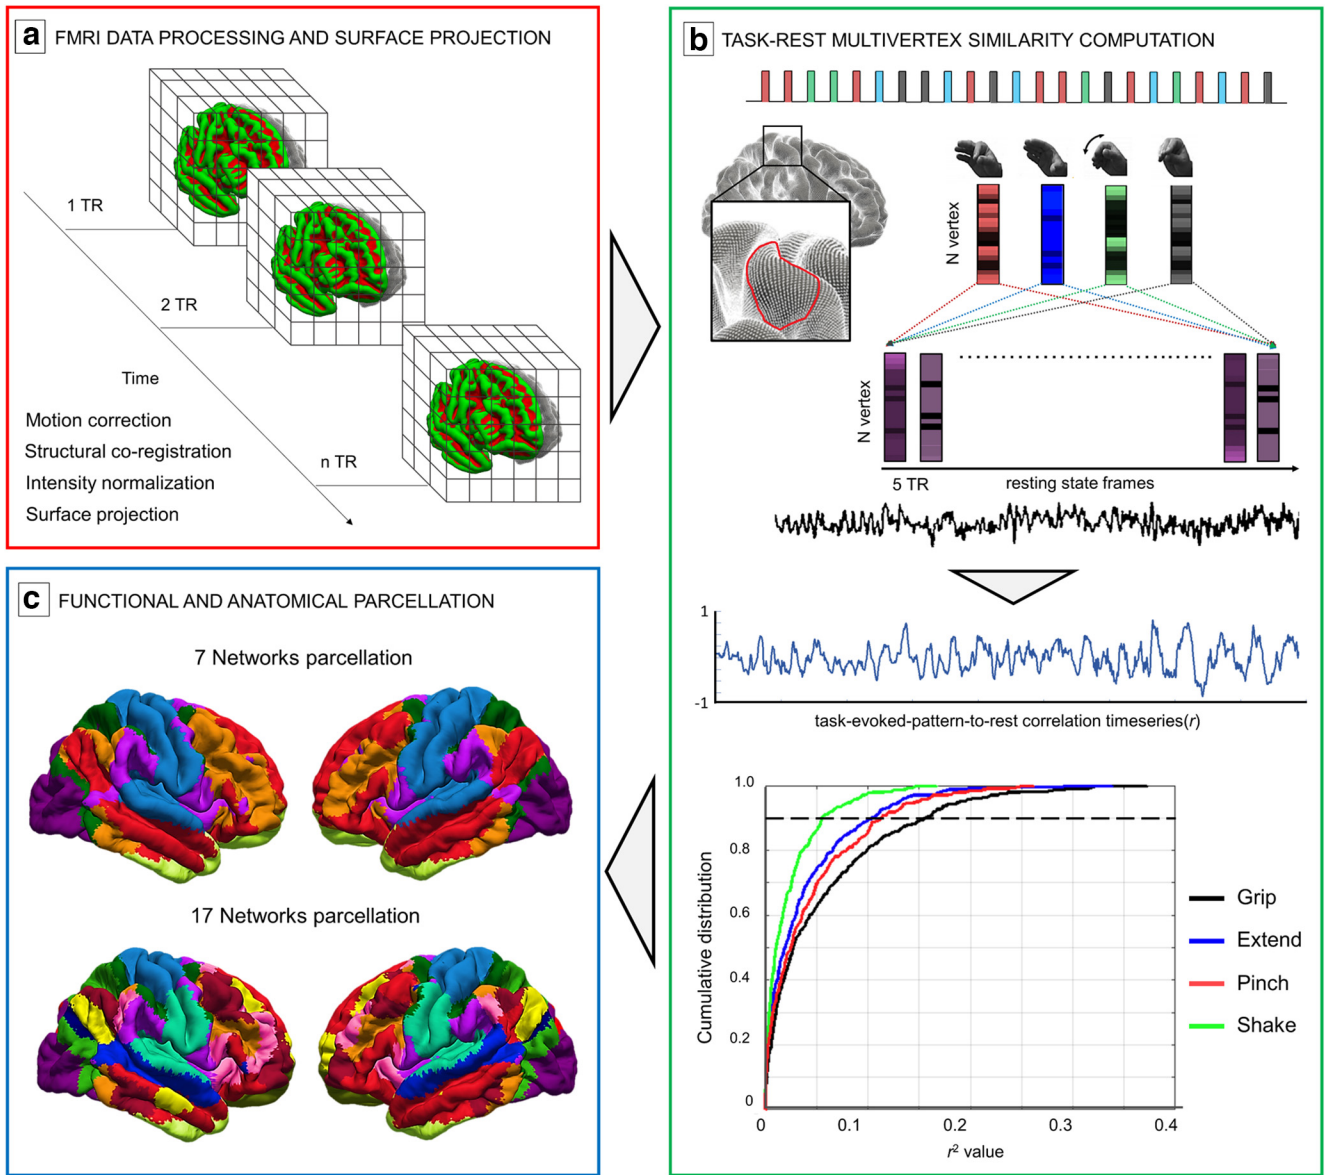 a FMRI DATA PROCESSING AND SURFACE PROJECTION
1 TR
2 TR
Time
n TR
Motion correction
Structural co-registration
Intensity normalization
Surface projection
b TASK-REST MULTIVERTEX SIMILARITY COMPUTATION
N vertex
N vertex
5 TR
resting state frames
1
-1
task-evoked-pattern-to-rest correlation timeseries(r)
1.0
0.8
0.6
0.4
0.2
0
Cumulative distribution
0 0.1 0.2 0.3 0.4
r² value
Grip
Extend
Pinch
Shake
c FUNCTIONAL AND ANATOMICAL PARCELLATION
7 Networks parcellation
17 Networks parcellation